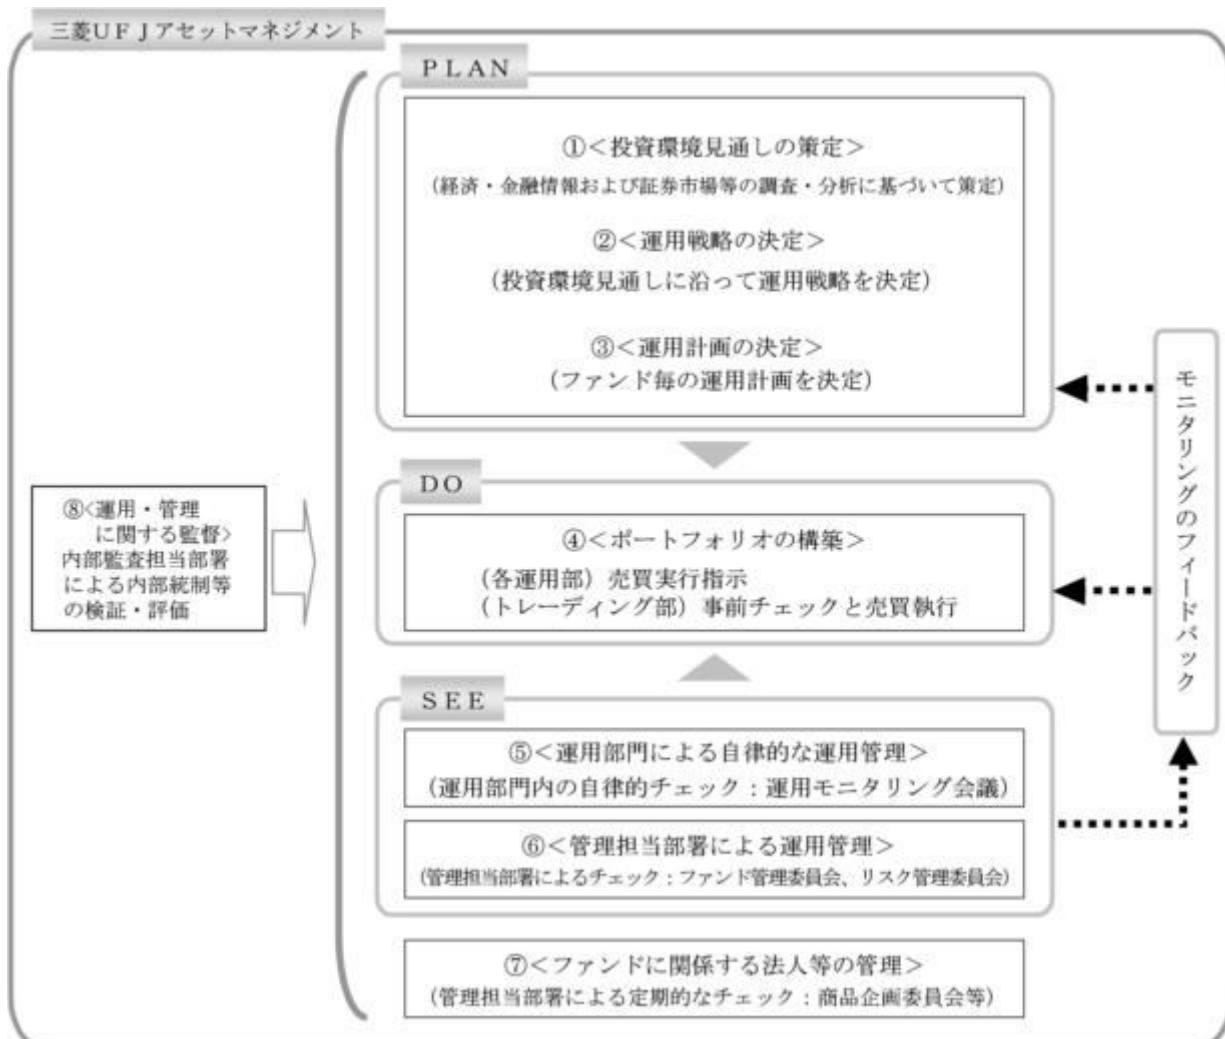 三菱ＵＦＪアセットマネジメント
ＰＬＡＮ
①＜投資環境見通しの策定＞
（経済・金融情報および証券市場等の調査・分析に基づいて策定）
②＜運用戦略の決定＞
（投資環境見通しに沿って運用戦略を決定）
③＜運用計画の決定＞
（ファンド毎の運用計画を決定）
ＤＯ
④＜ポートフォリオの構築＞
（各運用部）売買実行指示
（トレーディング部）事前チェックと売買執行
ＳＥＥ
⑤＜運用部門による自律的な運用管理＞
（運用部門内の自律的チェック：運用モニタリング会議）
⑥＜管理担当部署による運用管理＞
（管理担当部署によるチェック：ファンド管理委員会、リスク管理委員会）
⑦＜ファンドに関係する法人等の管理＞
（管理担当部署による定期的なチェック：商品企画委員会等）
⑧<運用・管理
に関する監督>
内部監査担当部署
による内部統制等
の検証・評価
モニタリングのフィードバック